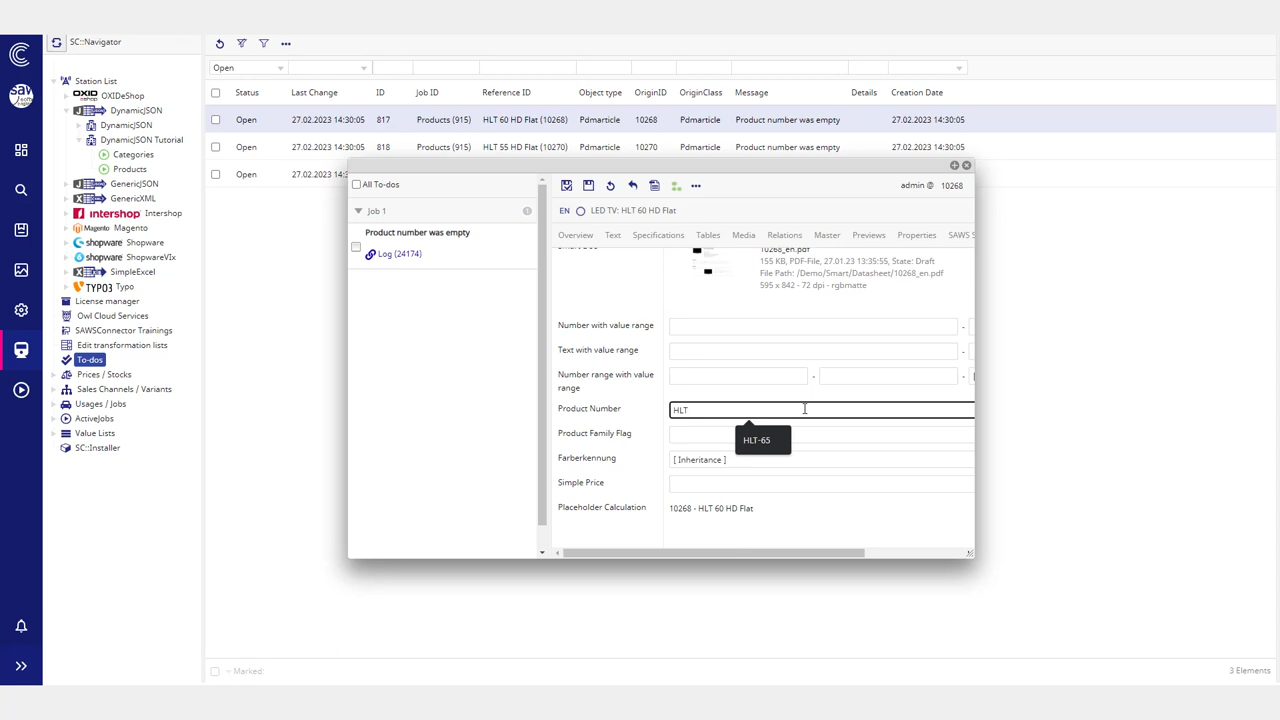 SC::Navigator
Station List
OXID eshop OXIDeShop
DynamicJSON
DynamicJSON
DynamicJSON Tutorial
Categories
Products
GenericJSON
GenericXML
intershop Intershop
Magento Magento
shopware Shopware
shopware ShopwareVIx
SimpleExcel
TYPO3 Typo
License manager
Owl Cloud Services
SAWSConnector Trainings
Edit transformation lists
To-dos
Prices / Stocks
Sales Channels / Variants
Usages / Jobs
ActiveJobs
Value Lists
SC::Installer
Open
Status Last Change ID Job ID Reference ID Object type OriginID OriginClass Message Details Creation Date
Open 27.02.2023 14:30:05 817 Products (915) HLT 60 HD Flat (10268) Pdmarticle 10268 Pdmarticle Product number was empty 27.02.2023 14:30:05
Open 27.02.2023 14:30:05 818 Products (915) HLT 55 HD Flat (10270) Pdmarticle 10270 Pdmarticle Product number was empty 27.02.2023 14:30:05
Open 27.02.2023 14:3
All To-dos
Job 1 1
Product number was empty
Log (24174)
admin @ 10268
EN LED TV: HLT 60 HD Flat
Overview Text Specifications Tables Media Relations Master Previews Properties SAWS S
10268_en.pdf
155 KB, PDF-File, 27.01.23 13:35:55, State: Draft
File Path: /Demo/Smart/Datasheet/10268_en.pdf
595 x 842 - 72 dpi - rgbmatte
Number with value range -
Text with value range -
Number range with value range - -
Product Number HLT
HLT-65
Product Family Flag
Farberkennung [ Inheritance ]
Simple Price
Placeholder Calculation 10268 - HLT 60 HD Flat
Marked:
3 Elements